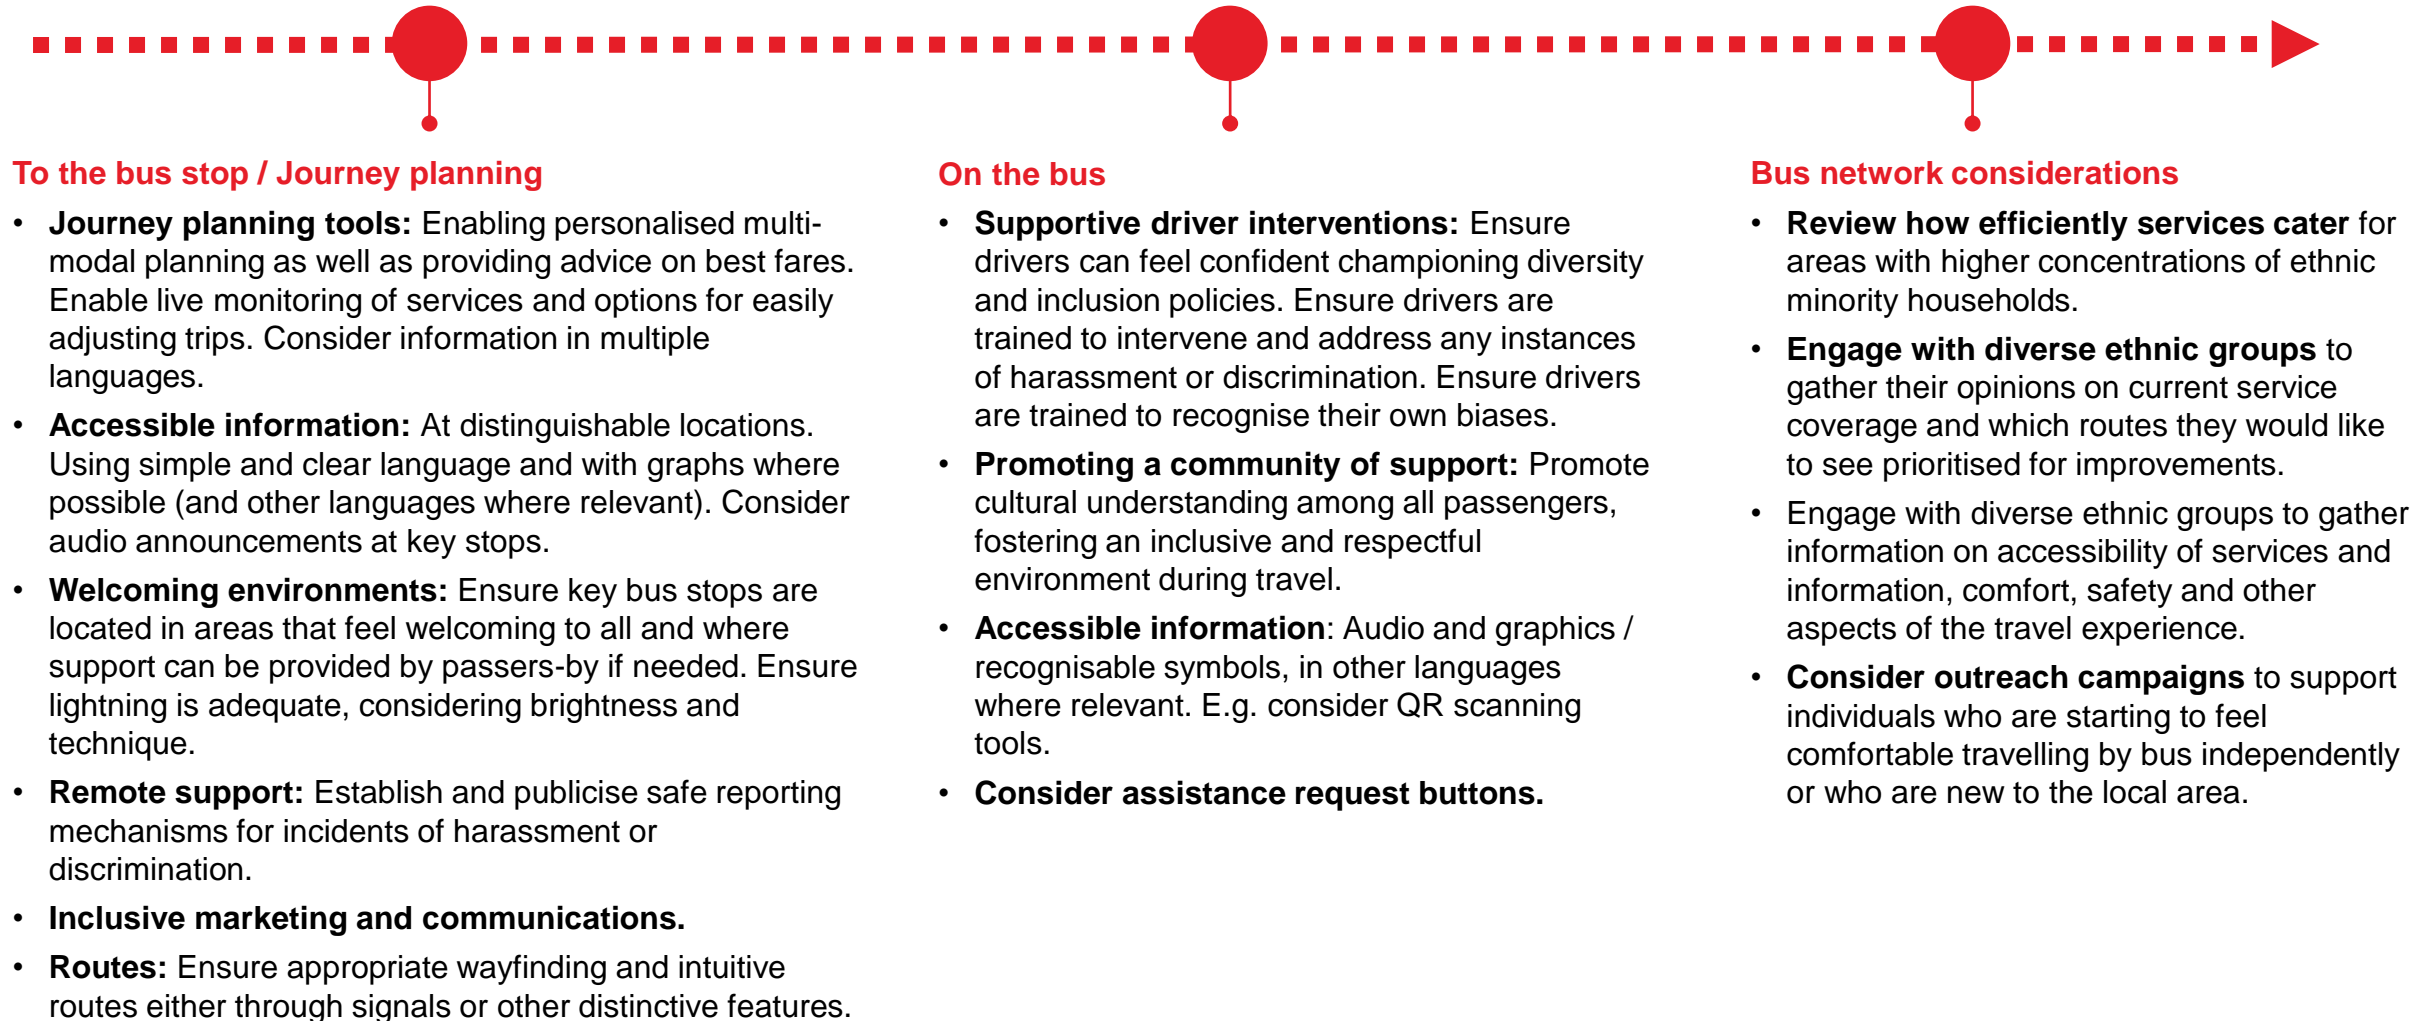 To the bus stop / Journey planning
• Journey planning tools: Enabling personalised multi-
modal planning as well as providing advice on best fares.
Enable live monitoring of services and options for easily
adjusting trips. Consider information in multiple
languages.
• Accessible information: At distinguishable locations.
Using simple and clear language and with graphs where
possible (and other languages where relevant). Consider
audio announcements at key stops.
• Welcoming environments: Ensure key bus stops are
located in areas that feel welcoming to all and where
support can be provided by passers-by if needed. Ensure
lightning is adequate, considering brightness and
technique.
• Remote support: Establish and publicise safe reporting
mechanisms for incidents of harassment or
discrimination.
• Inclusive marketing and communications.
• Routes: Ensure appropriate wayfinding and intuitive
routes either through signals or other distinctive features.
On the bus
• Supportive driver interventions: Ensure
drivers can feel confident championing diversity
and inclusion policies. Ensure drivers are
trained to intervene and address any instances
of harassment or discrimination. Ensure drivers
are trained to recognise their own biases.
• Promoting a community of support: Promote
cultural understanding among all passengers,
fostering an inclusive and respectful
environment during travel.
• Accessible information: Audio and graphics /
recognisable symbols, in other languages
where relevant. E.g. consider QR scanning
tools.
• Consider assistance request buttons.
Bus network considerations
• Review how efficiently services cater for
areas with higher concentrations of ethnic
minority households.
• Engage with diverse ethnic groups to
gather their opinions on current service
coverage and which routes they would like
to see prioritised for improvements.
• Engage with diverse ethnic groups to gather
information on accessibility of services and
information, comfort, safety and other
aspects of the travel experience.
• Consider outreach campaigns to support
individuals who are starting to feel
comfortable travelling by bus independently
or who are new to the local area.